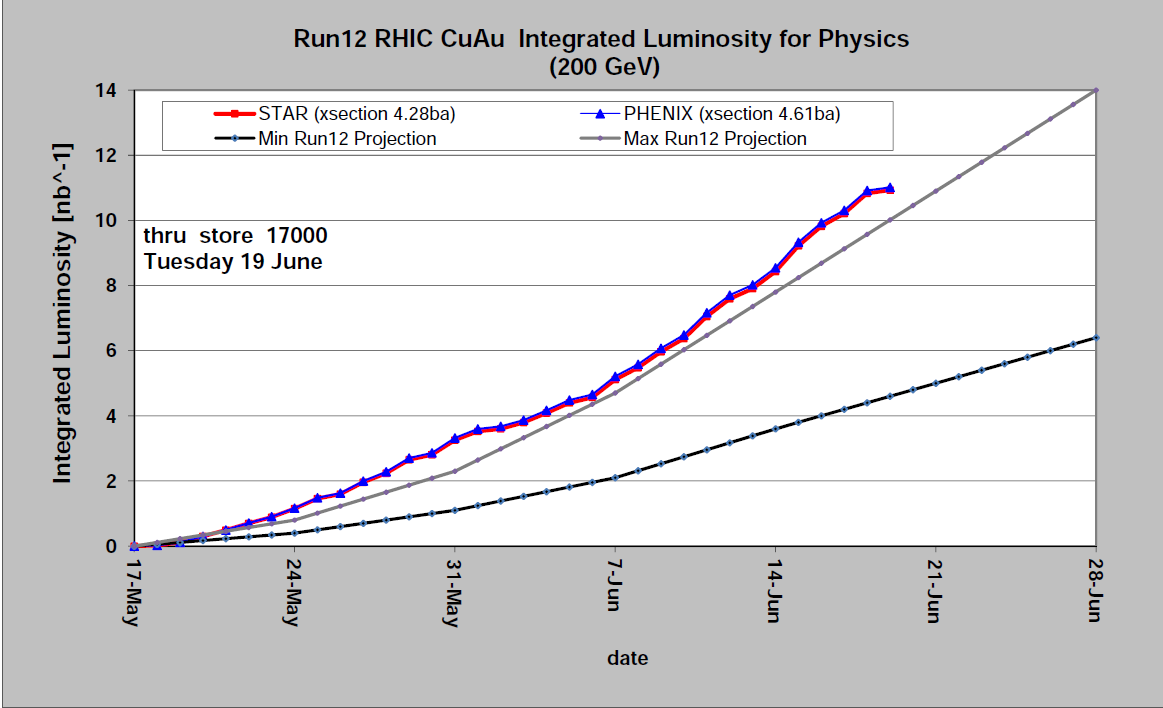 Run12 RHIC CuAu  Integrated Luminosity for Physics
(200 GeV)
Integrated Luminosity [nb^-1]
14
12
10
8
6
4
2
0
STAR (xsection 4.28ba)
PHENIX (xsection 4.61ba)
Min Run12 Projection
Max Run12 Projection
thru  store  17000
Tuesday 19 June
17-May
24-May
31-May
7-Jun
14-Jun
21-Jun
28-Jun
date